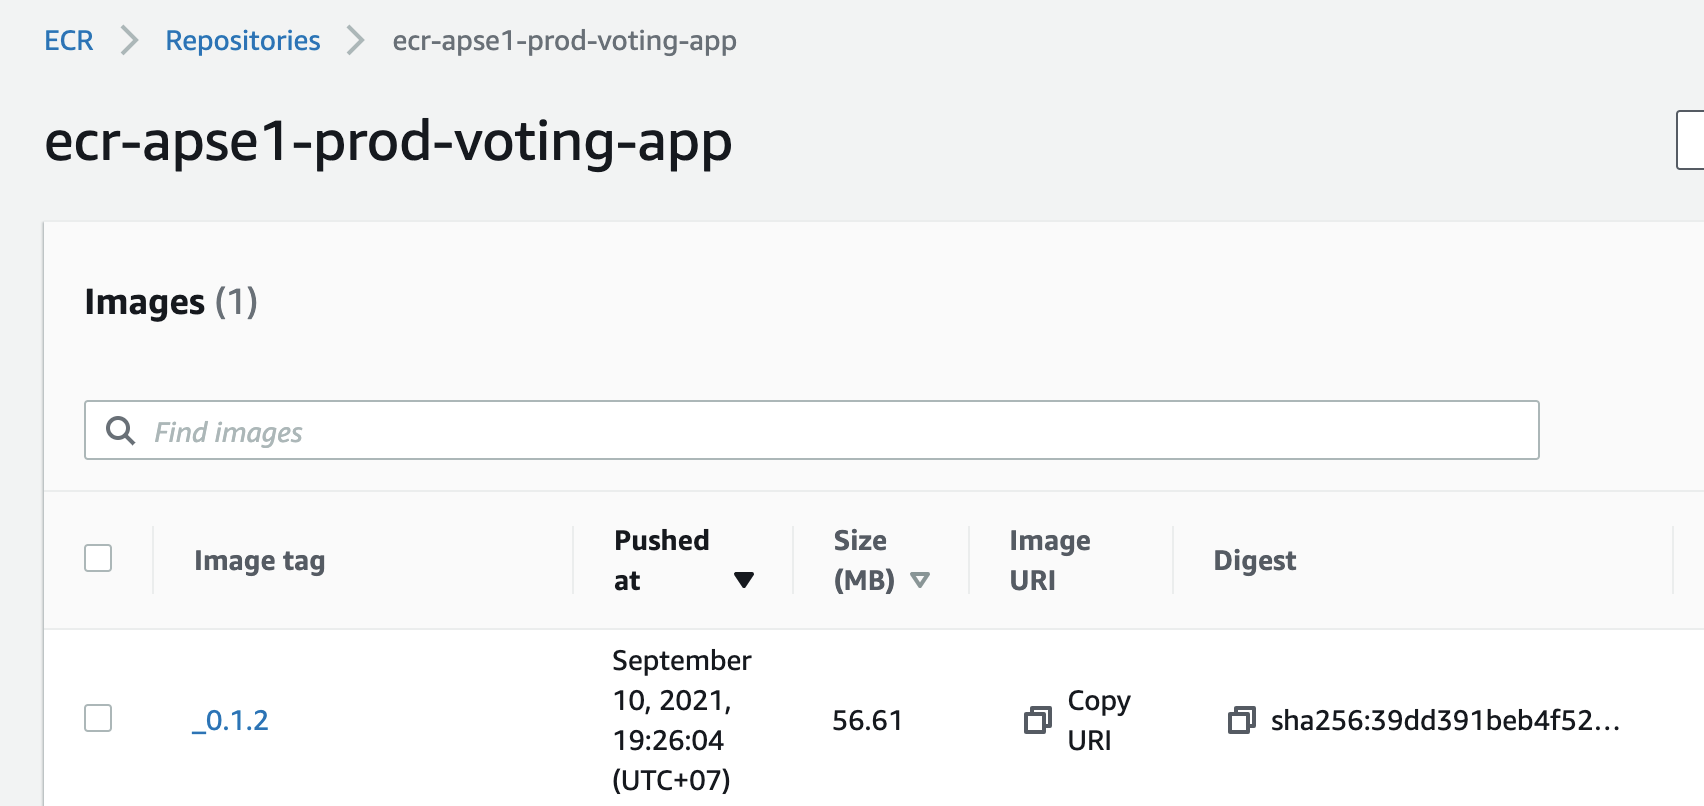 ECR Repositories ecr-apse1-prod-voting-app
ecr-apse1-prod-voting-app
Images (1)
Find images
Image tag
Pushed
at
Size
(MB)
Image
URI
Digest
_0.1.2
September
10, 2021,
19:26:04
(UTC+07)
56.61
Copy
URI
sha256:39dd391beb4f52...